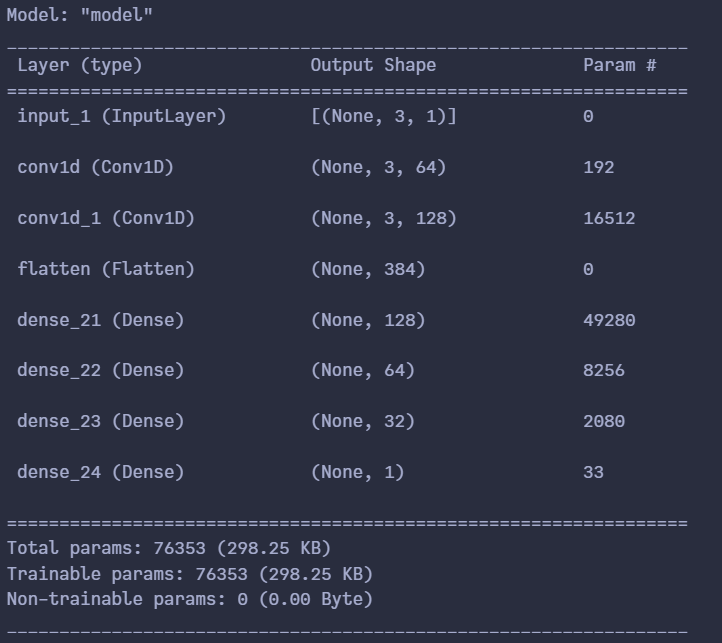 Model: "model"
_________________________________________________________________
Layer (type) Output Shape Param #
=================================================================
input_1 (InputLayer) [(None, 3, 1)] 0
conv1d (Conv1D) (None, 3, 64) 192
conv1d_1 (Conv1D) (None, 3, 128) 16512
flatten (Flatten) (None, 384) 0
dense_21 (Dense) (None, 128) 49280
dense_22 (Dense) (None, 64) 8256
dense_23 (Dense) (None, 32) 2080
dense_24 (Dense) (None, 1) 33
=================================================================
Total params: 76353 (298.25 KB)
Trainable params: 76353 (298.25 KB)
Non-trainable params: 0 (0.00 Byte)
_________________________________________________________________